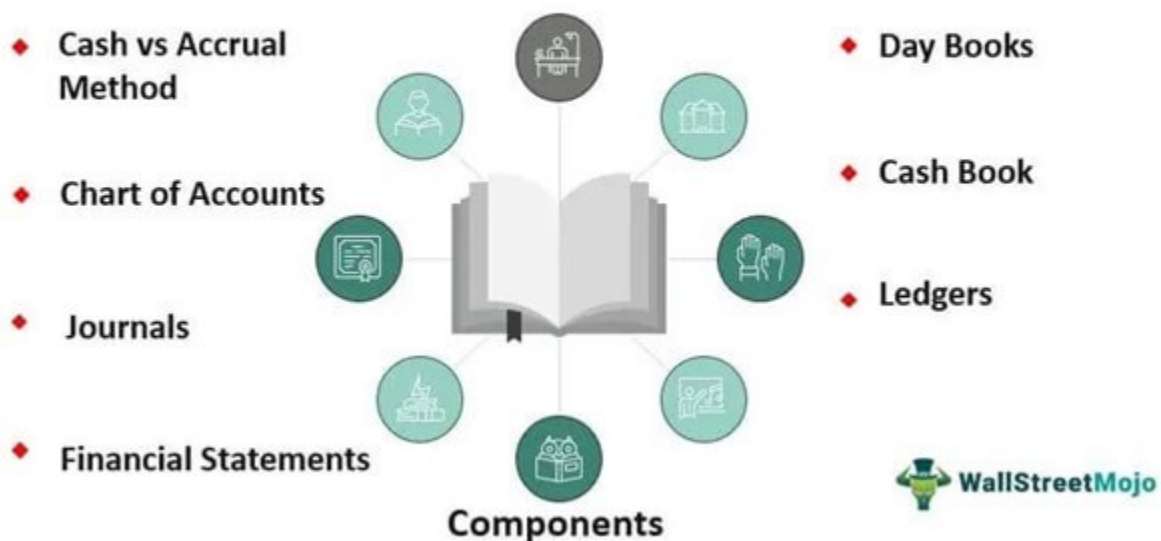 Cash vs Accrual
Method
Chart of Accounts
Journals
Financial Statements
Day Books
Cash Book
Ledgers
Components
WallStreetMojo